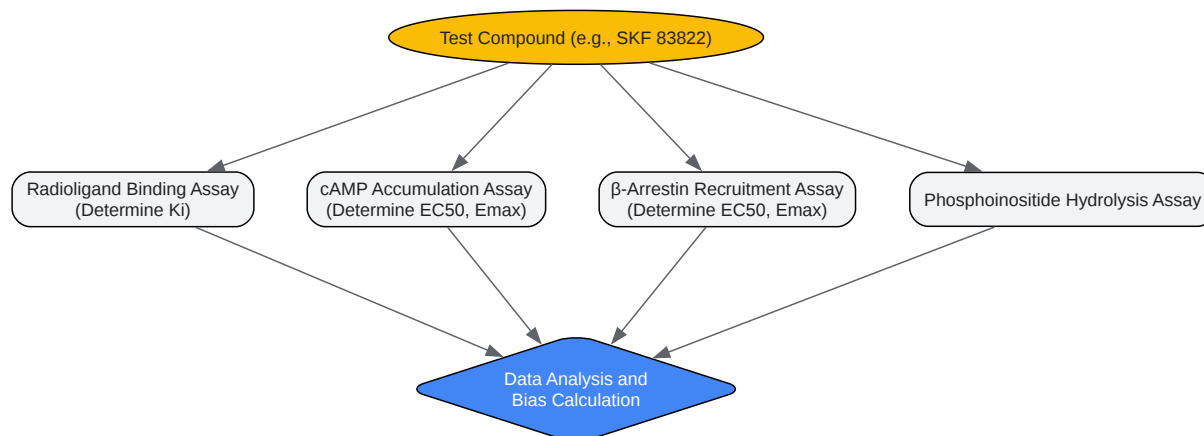 Test Compound (e.g., SKF 83822)
Radioligand Binding Assay
(Determine Ki)
cAMP Accumulation Assay
(Determine EC50, Emax)
β-Arrestin Recruitment Assay
(Determine EC50, Emax)
Phosphoinositide Hydrolysis Assay
Data Analysis and
Bias Calculation